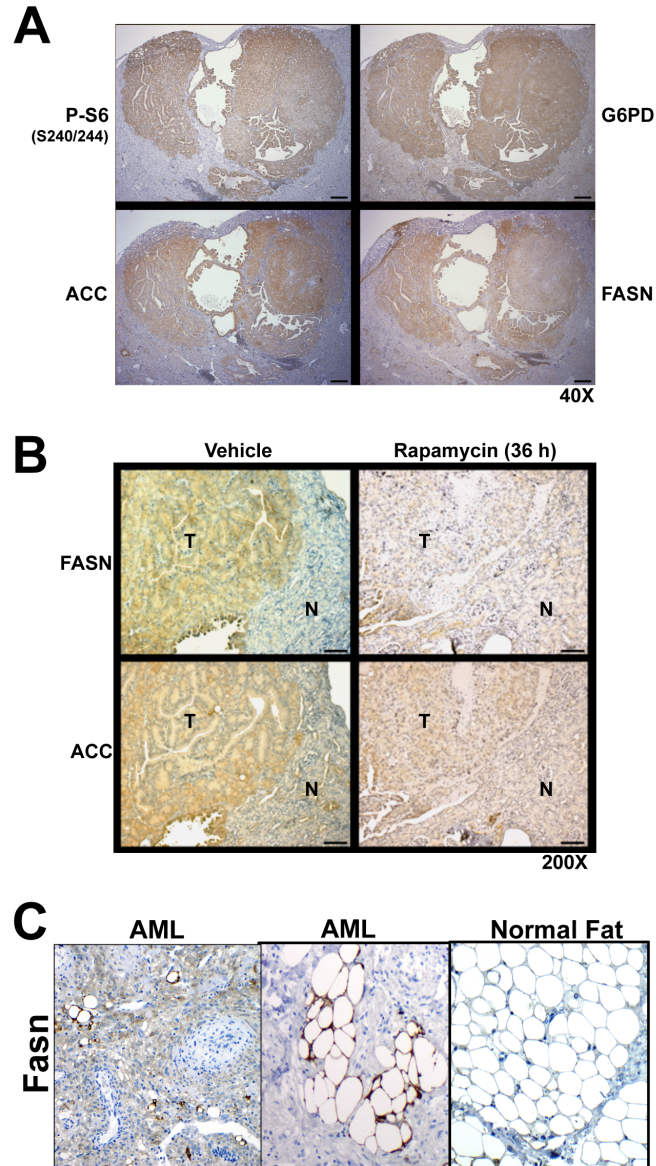 A
P-S6
(S240/244)
G6PD
ACC
FASN
40X
B
Vehicle
Rapamycin (36 h)
FASN
T
N
T
N
ACC
T
N
T
N
200X
C
AML
AML
Normal Fat
Fasn